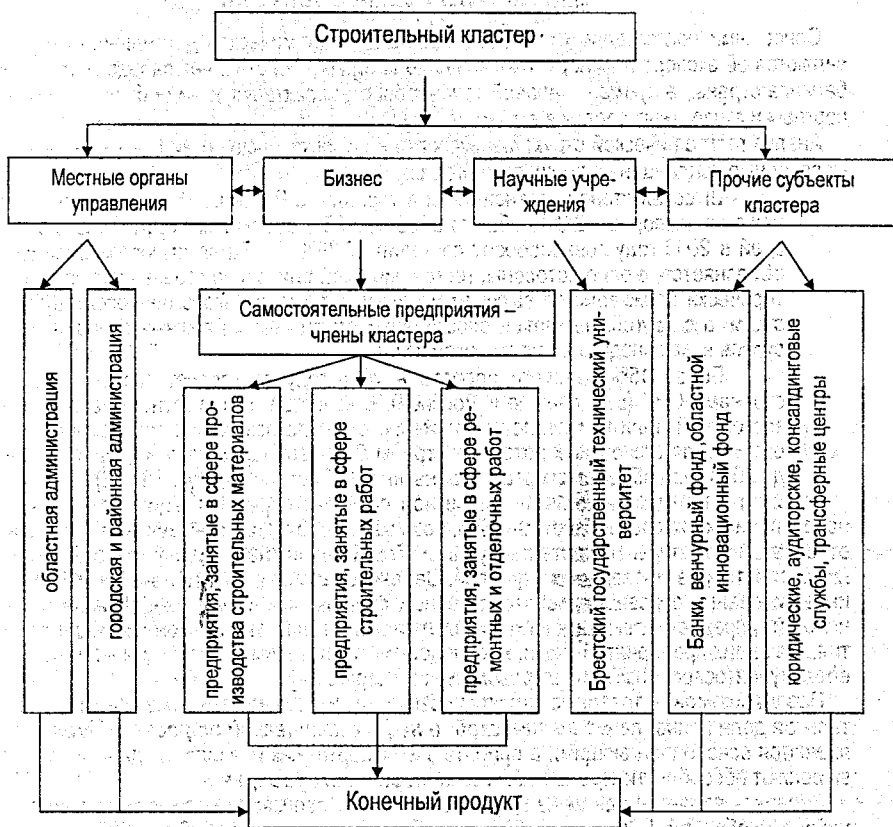 Строительный кластер
Местные органы
управления
Бизнес
Научные учре-
ждения
Прочие субъекты
кластера
Самостоятельные предприятия –
члены кластера
областная администрация
городская и районная администрация
предприятия, занятые в сфере про-
изводства строительных материалов
предприятия, занятые в сфере
строительных работ
предприятия, занятые в сфере ре-
монтных и отделочных работ
Брестский государственный технический уни-
верситет
Банки, венчурный фонд ,областной
инновационный фонд
юридические, аудиторские, консалдинговые
службы, трансферные центры
Конечный продукт